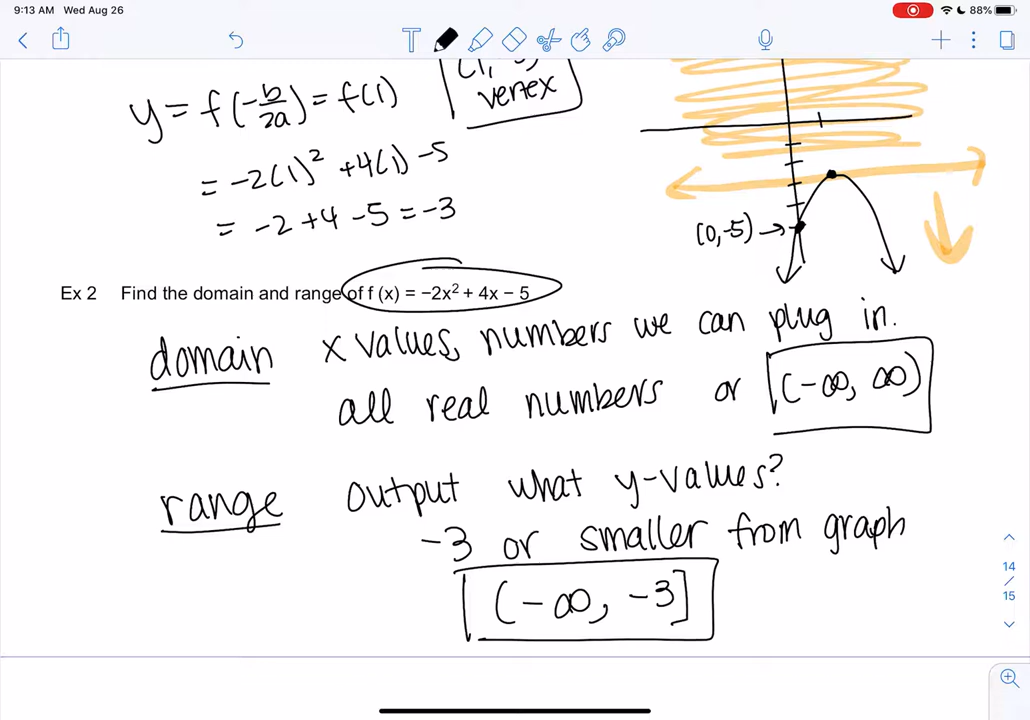 9:13 AM Wed Aug 26
88%
y = f(-b/2a) = f(1)
vertex
= -2(1)² + 4(1) - 5
= -2 + 4 - 5 = -3
(0,-5) →
Ex 2 Find the domain and range of f (x) = −2x² + 4x − 5
domain x values, numbers we can plug in.
all real numbers or (-∞, ∞)
range output what y-values?
-3 or smaller from graph
(-∞, -3]
14
/
15